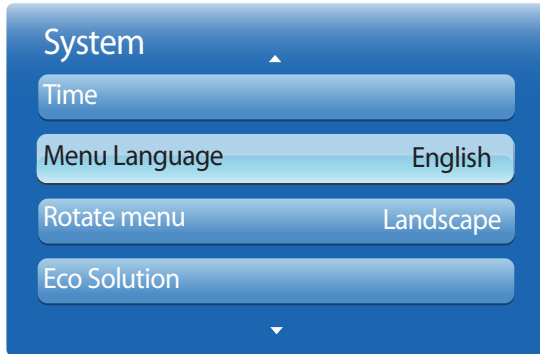 System
Time
Menu Language English
Rotate menu Landscape
Eco Solution